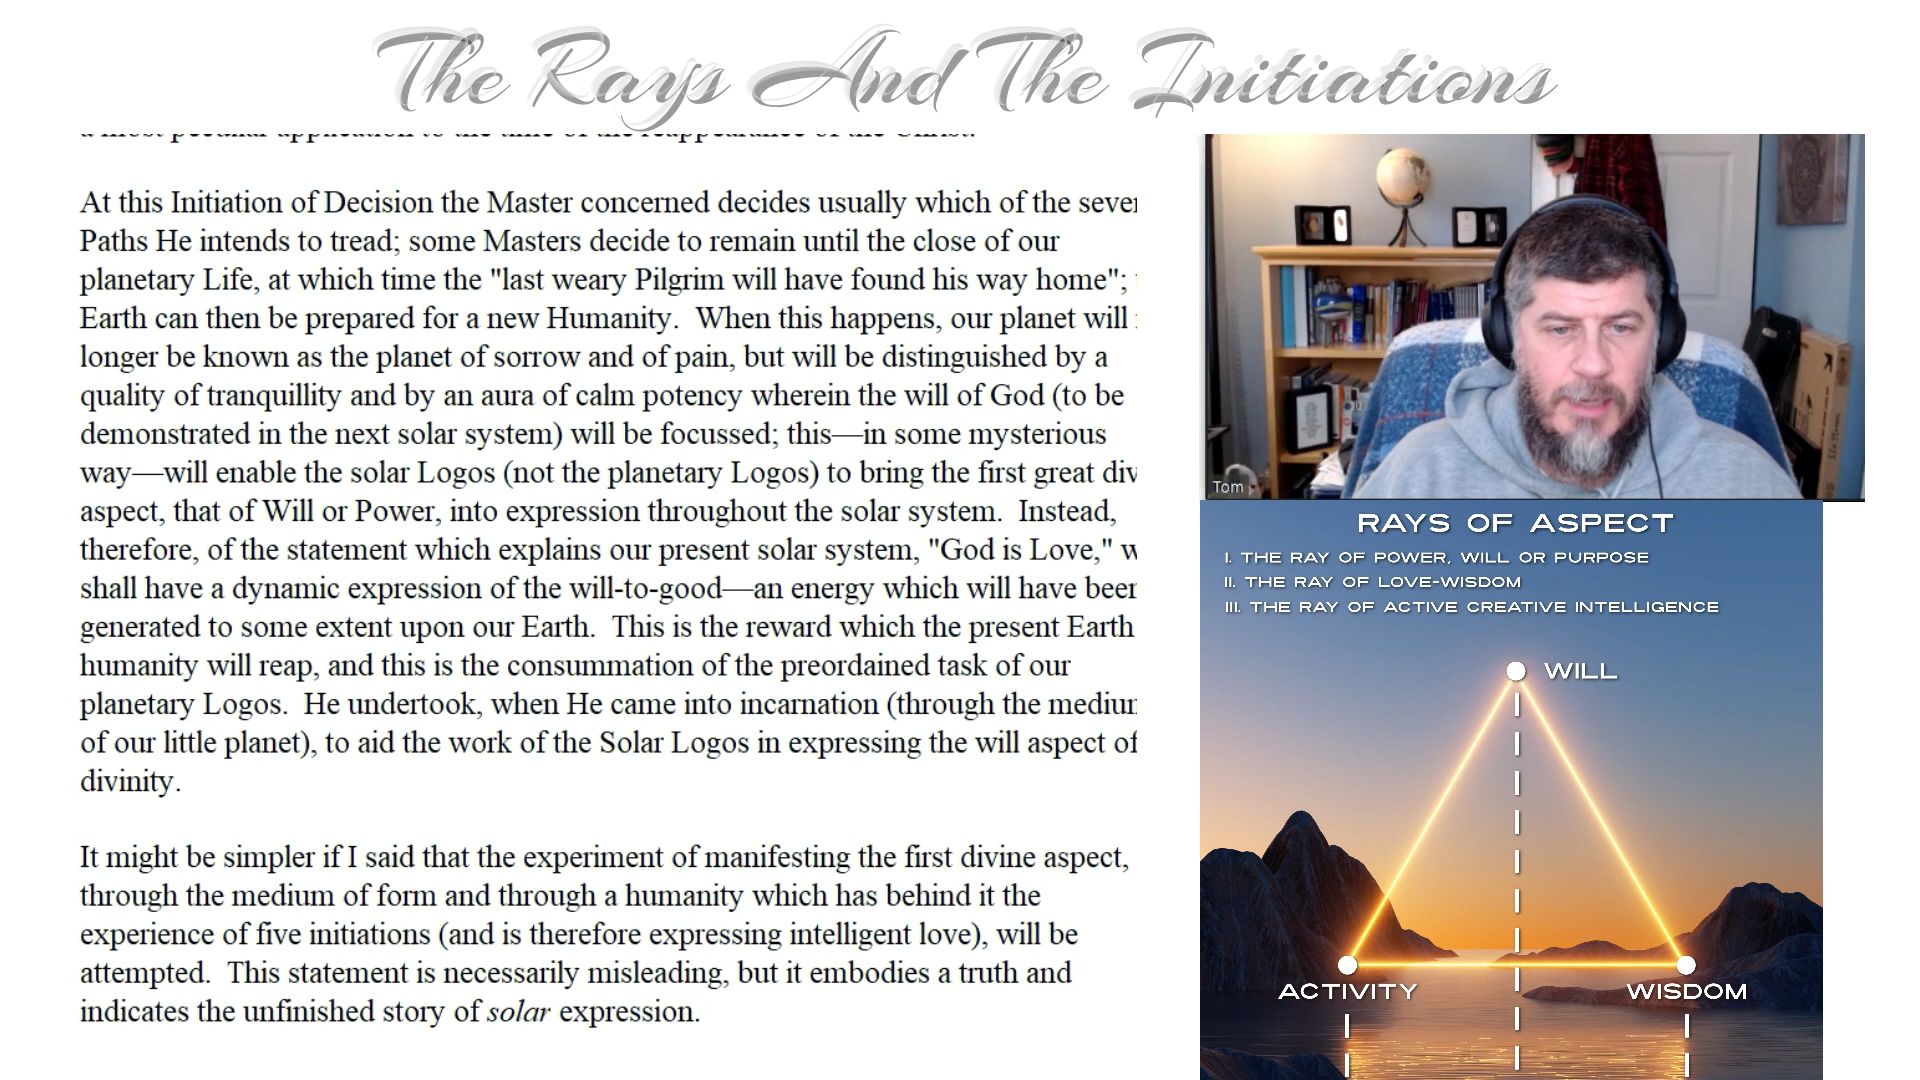 The Rays And The Initiations
a most peculiar application to the time of the reappearance of the Christ.
At this Initiation of Decision the Master concerned decides usually which of the
Paths He intends to tread; some Masters decide to remain until the close of our
planetary Life, at which time the "last weary Pilgrim will have found his way home";
Earth can then be prepared for a new Humanity. When this happens, our planet will
longer be known as the planet of sorrow and of pain, but will be distinguished by a
quality of tranquillity and by an aura of calm potency wherein the will of God (to be
demonstrated in the next solar system) will be focussed; this—in some mysterious
way—will enable the solar Logos (not the planetary Logos) to bring the first great
aspect, that of Will or Power, into expression throughout the solar system. Instead,
therefore, of the statement which explains our present solar system, "God is Love,"
shall have a dynamic expression of the will-to-good—an energy which will have
generated to some extent upon our Earth. This is the reward which the present Earth
humanity will reap, and this is the consummation of the preordained task of our
planetary Logos. He undertook, when He came into incarnation (through the
of our little planet), to aid the work of the Solar Logos in expressing the will aspect of
divinity.
It might be simpler if I said that the experiment of manifesting the first divine aspect,
through the medium of form and through a humanity which has behind it the
experience of five initiations (and is therefore expressing intelligent love), will be
attempted. This statement is necessarily misleading, but it embodies a truth and
indicates the unfinished story of solar expression.
Tom
RAYS OF ASPECT
I. THE RAY OF POWER, WILL OR PURPOSE
II. THE RAY OF LOVE-WISDOM
III. THE RAY OF ACTIVE CREATIVE INTELLIGENCE
WILL
ACTIVITY
WISDOM